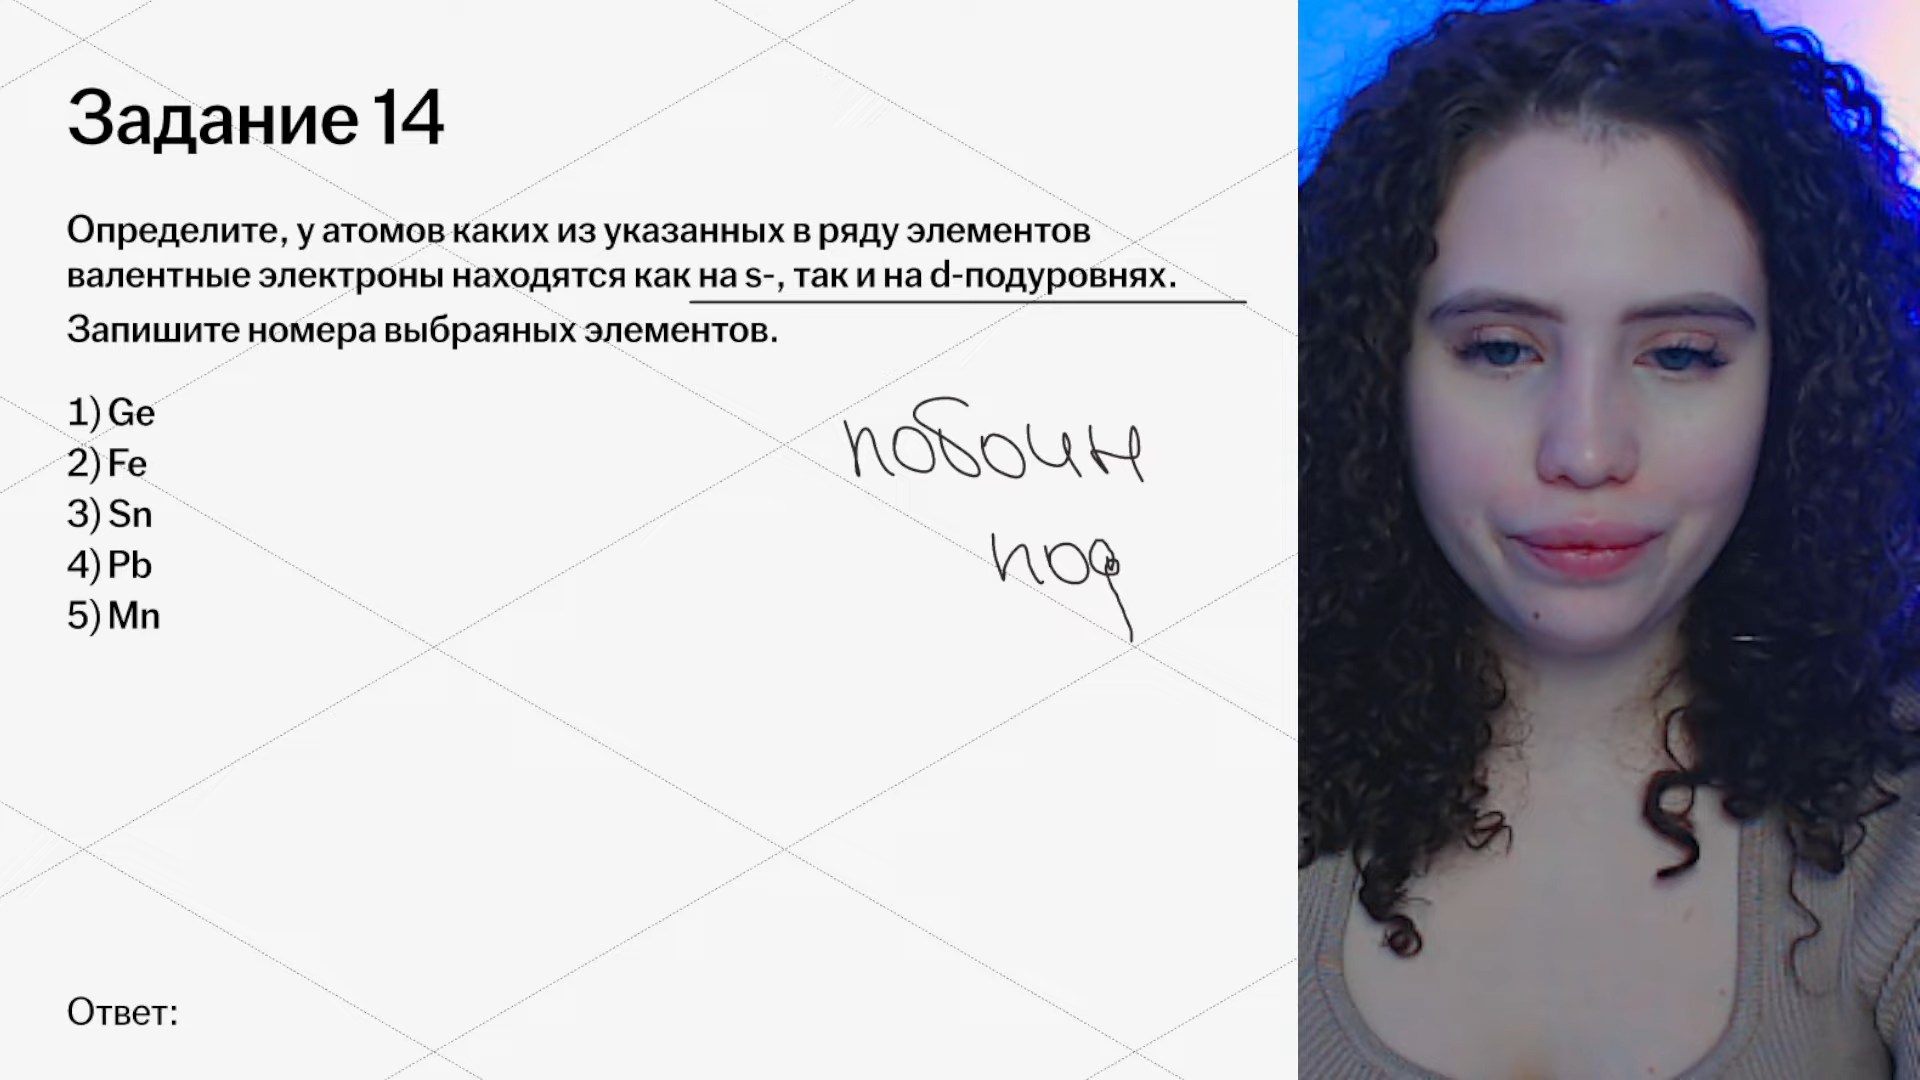 Задание 14
Определите, у атомов каких из указанных в ряду элементов
валентные электроны находятся как на s-, так и на d-подуровнях.
Запишите номера выбраяных элементов.
1) Ge
2) Fe
3) Sn
4) Pb
5) Mn
побочн
под
Ответ: